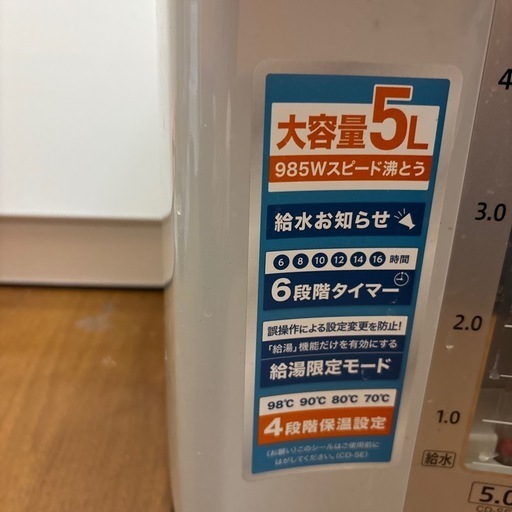 大容量5L
985Wスピード沸とう
給水お知らせ
6 8 10 12 14 16 時間
6段階タイマー
誤操作による設定変更を防止!
「給湯」機能だけを有効にする
給湯限定モード
98℃ 90℃ 80℃ 70℃
4段階保温設定
(お願い)このシールはご使用前に
はがしてください。(CD-SE)
4
3.0
2.0
1.0
給水
5.0